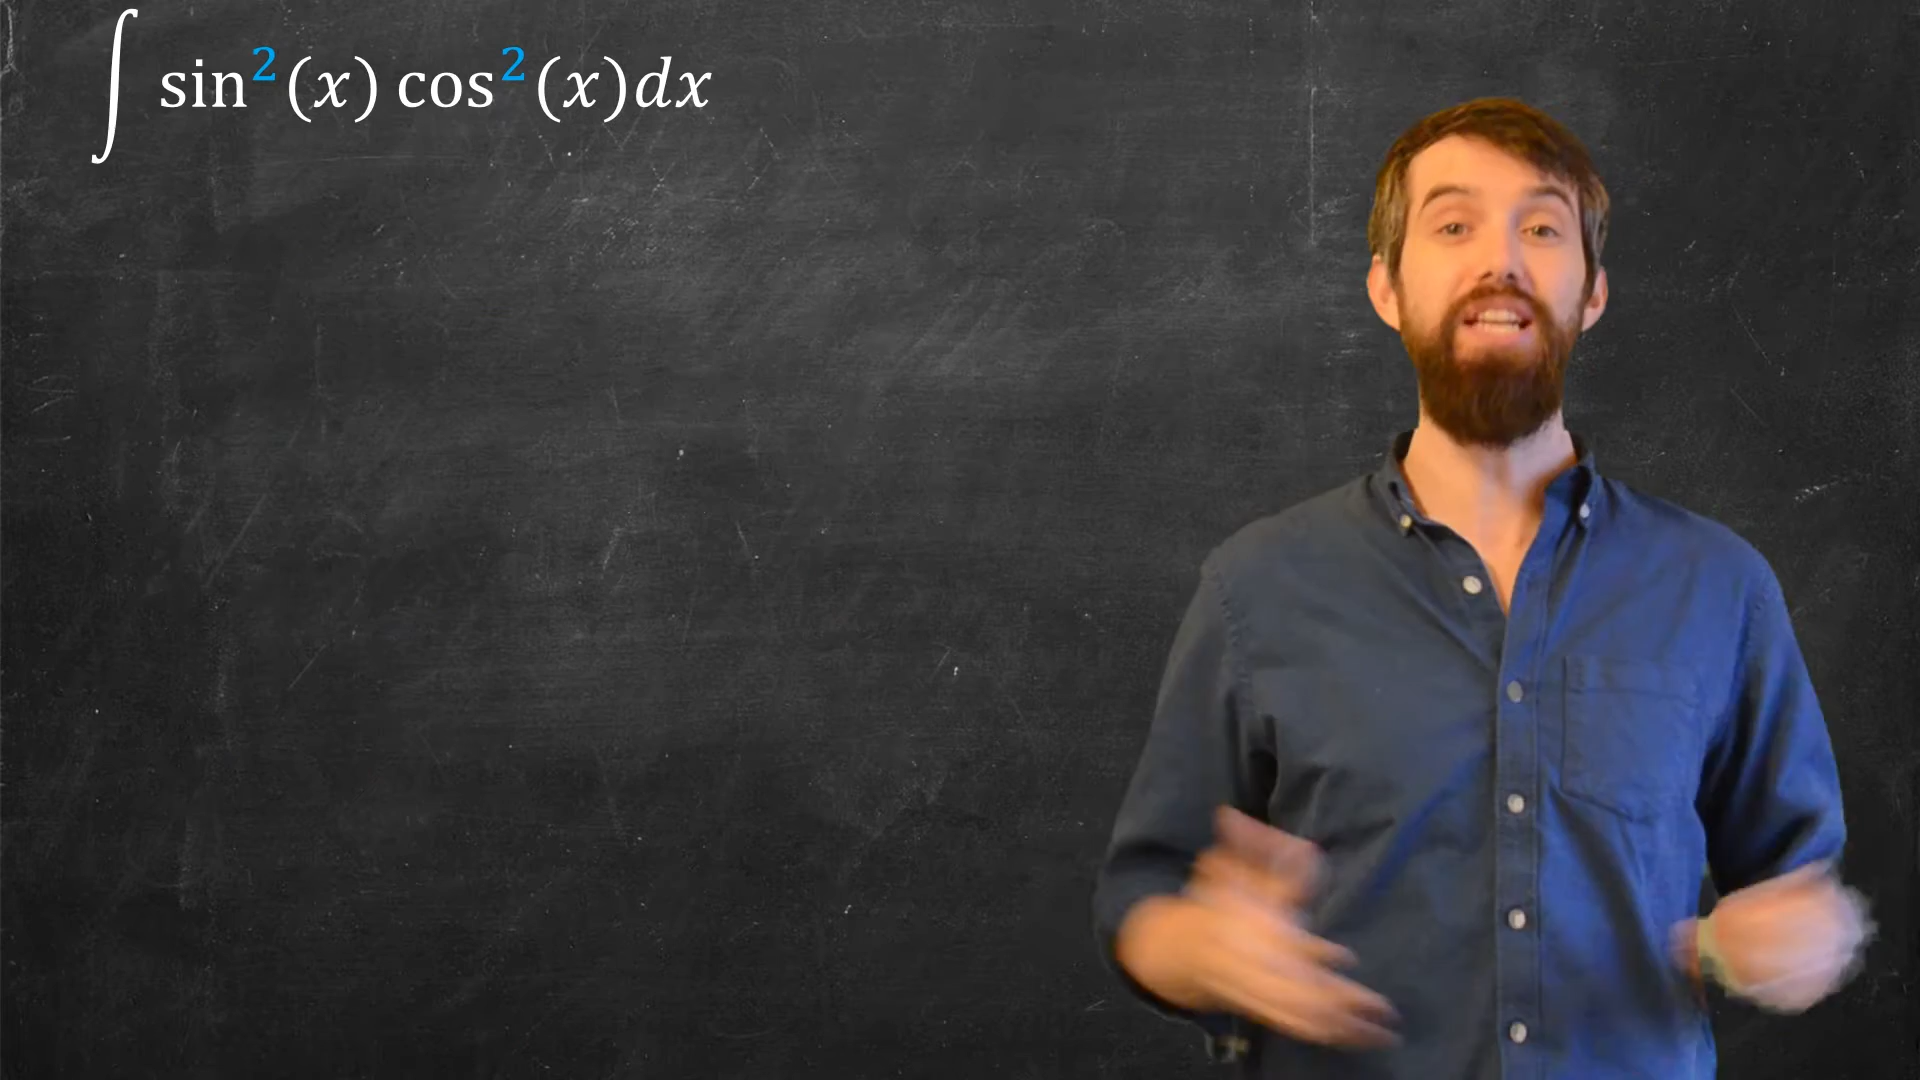 ∫ sin²(x) cos²(x)dx